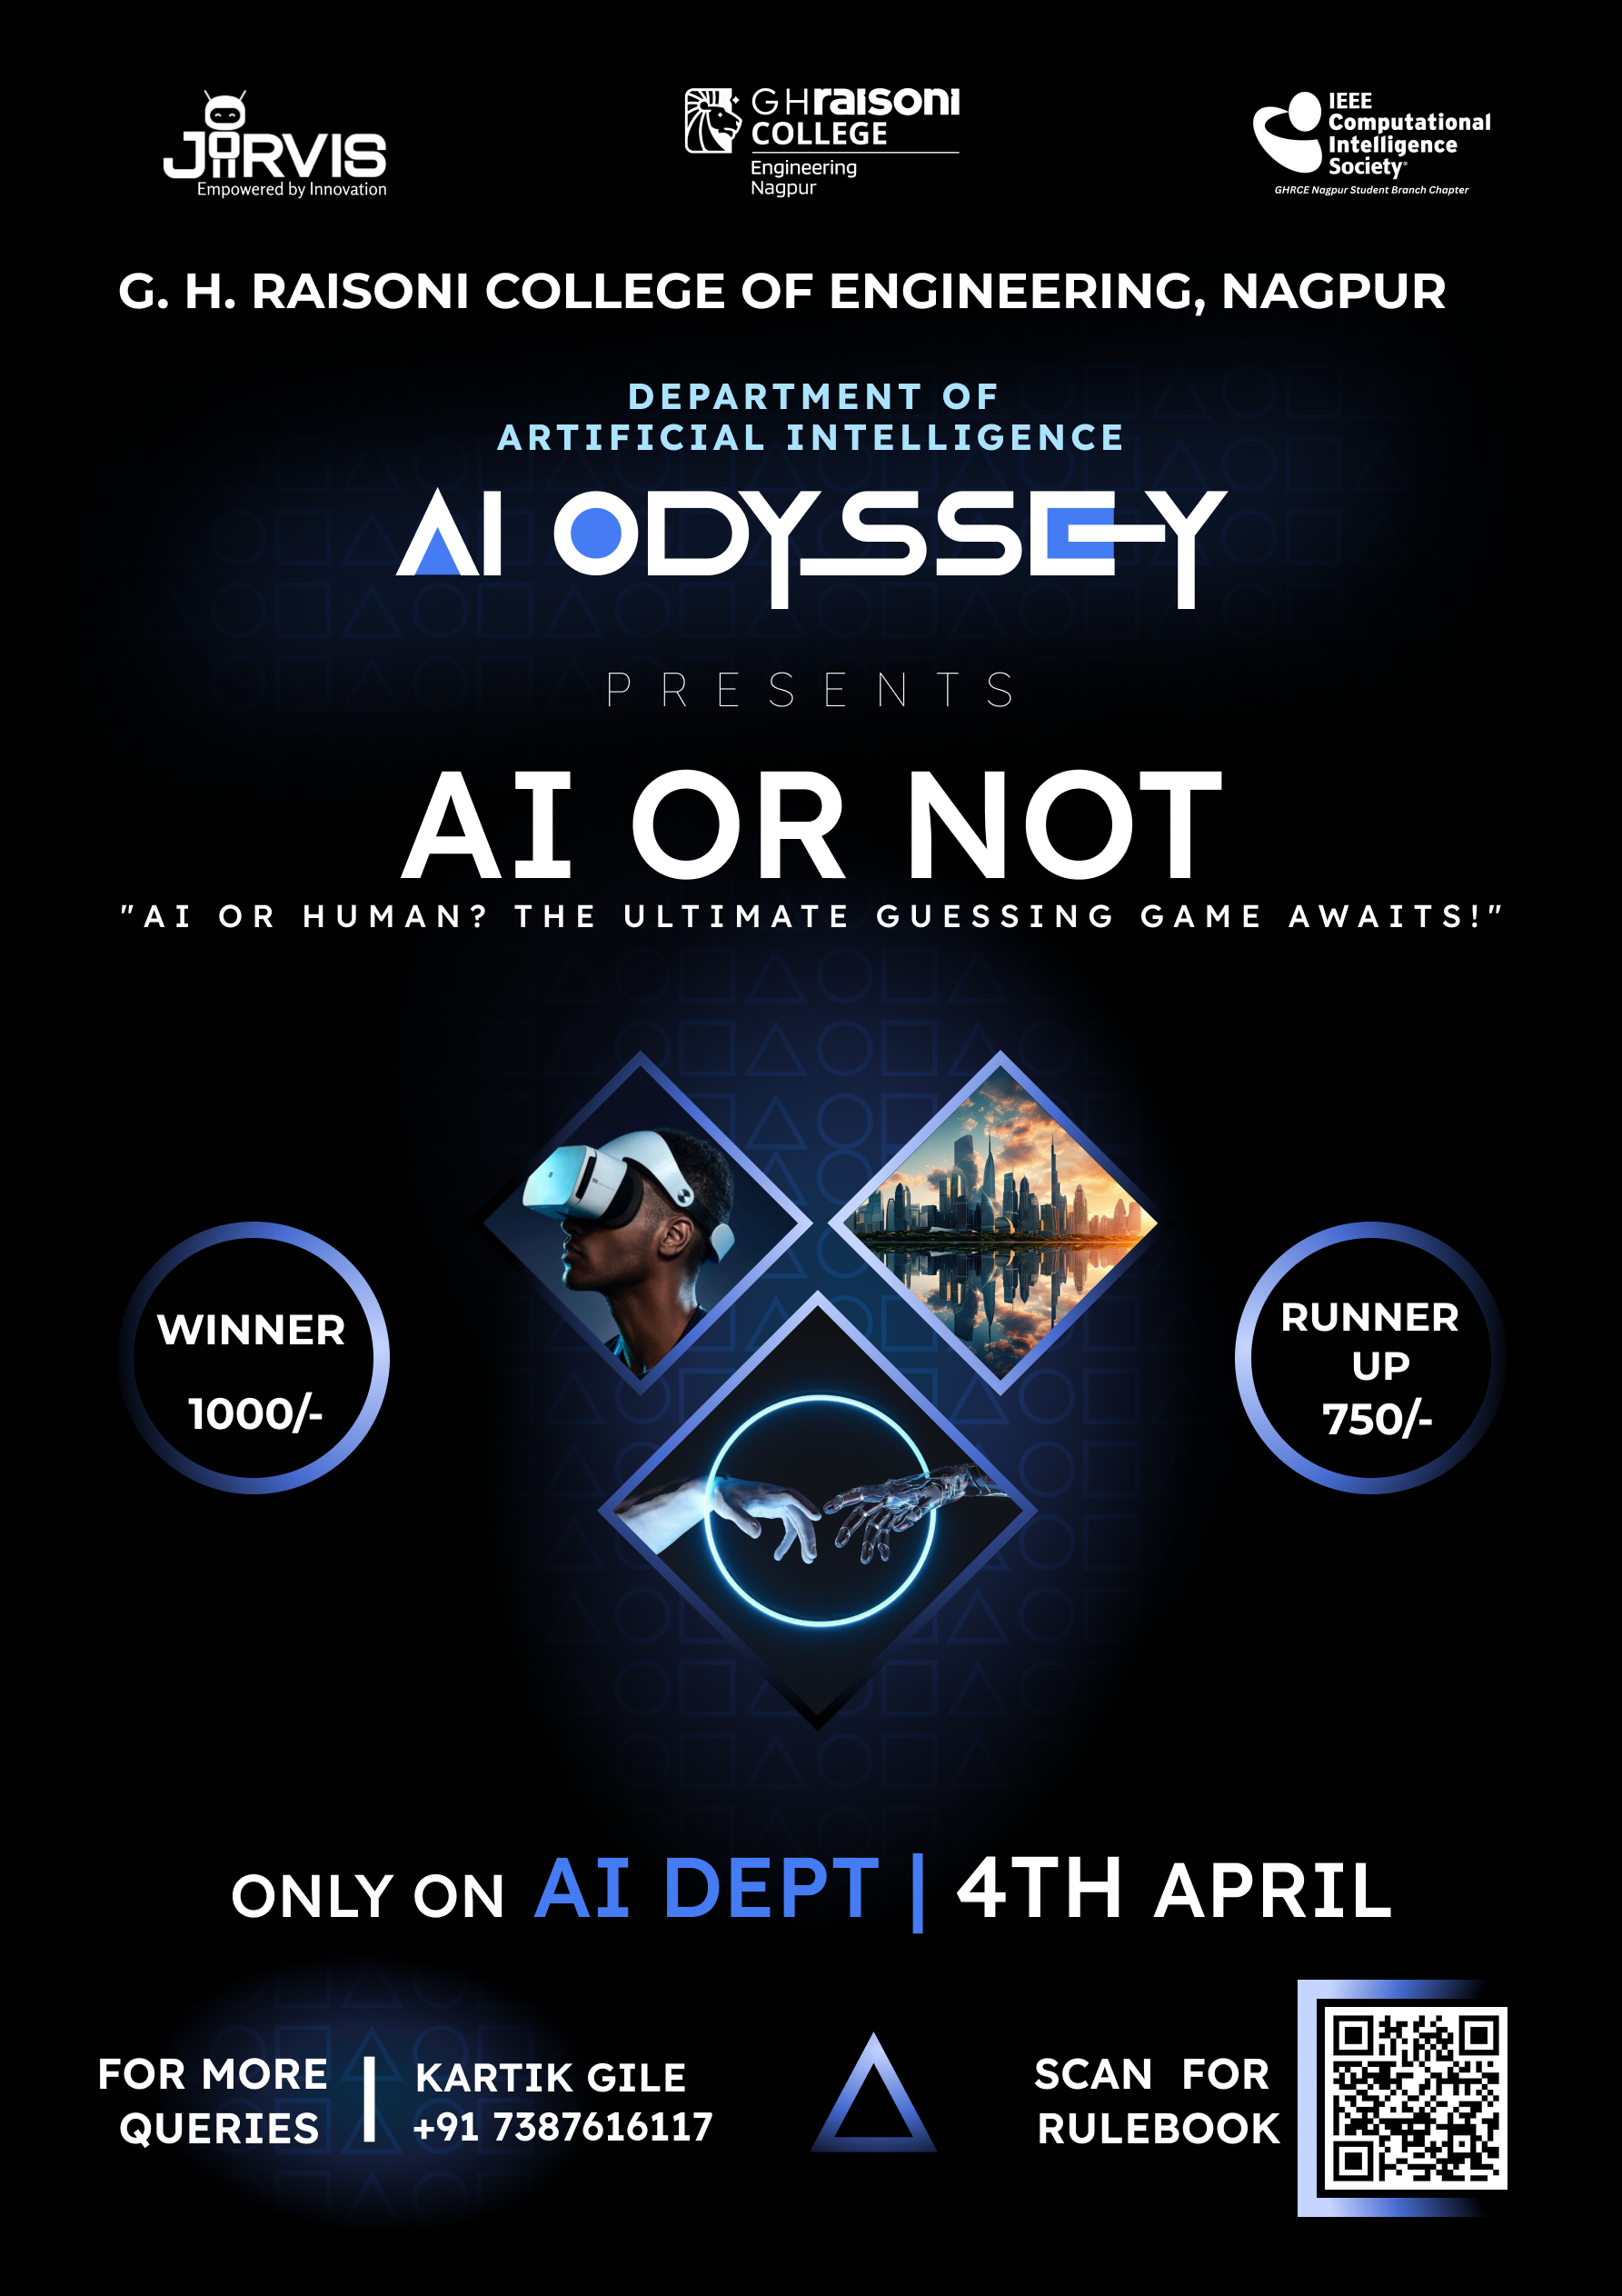 JARVIS
Empowered by Innovation
GHraisoni
COLLEGE
Engineering
Nagpur
IEEE
Computational
Intelligence
Society
GHRCE Nagpur Student Branch Chapter
G. H. RAISONI COLLEGE OF ENGINEERING, NAGPUR
DEPARTMENT OF
ARTIFICIAL INTELLIGENCE
AI ODYSSEY
PRESENTS
AI OR NOT
"AI OR HUMAN? THE ULTIMATE GUESSING GAME AWAITS!"
WINNER
1000/-
RUNNER
UP
750/-
ONLY ON AI DEPT | 4TH APRIL
FOR MORE
QUERIES
KARTIK GILE
+91 7387616117
SCAN FOR
RULEBOOK